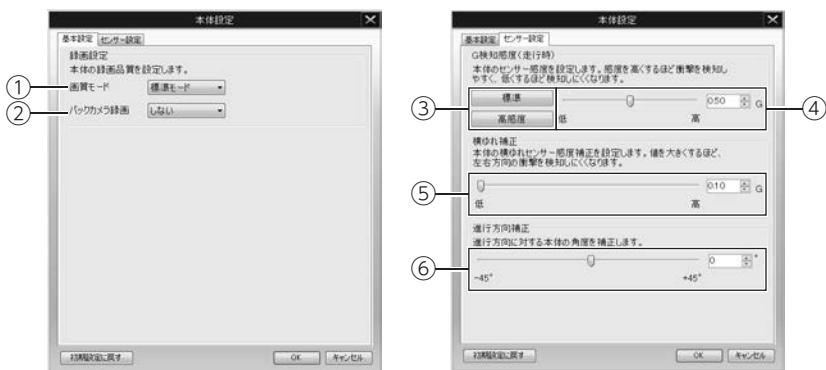 本体設定
基本設定 センサー設定
録画設定
本体の録画品質を設定します。
① 画質モード 標準モード
② バックカメラ録画 しない
初期設定に戻す OK キャンセル
本体設定
基本設定 センサー設定
G検知感度(走行時)
本体のセンサー感度を設定します。感度を高くするほど衝撃を検知し
やすく、低くするほど検知しにくくなります。
③ 標準 0.50 G ④
高感度 低 高
横ゆれ補正
本体の横ゆれセンサー感度補正を設定します。値を大きくするほど、
左右方向の衝撃を検知しにくくなります。
⑤ 0.10 G
低 高
進行方向補正
進行方向に対する本体の角度を補正します。
⑥ 0 °
-45° +45°
初期設定に戻す OK キャンセル